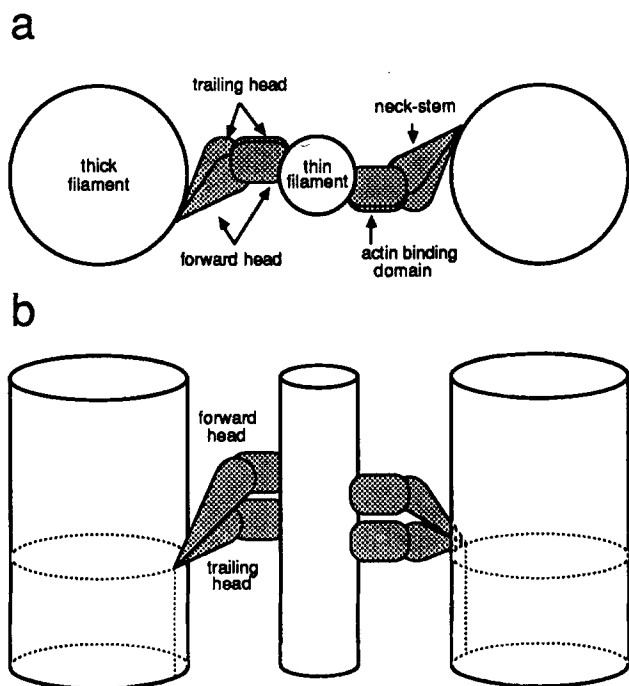 a
trailing head
neck-stem
thick
filament
thin
filament
forward head
actin binding
domain
b
forward
head
trailing
head